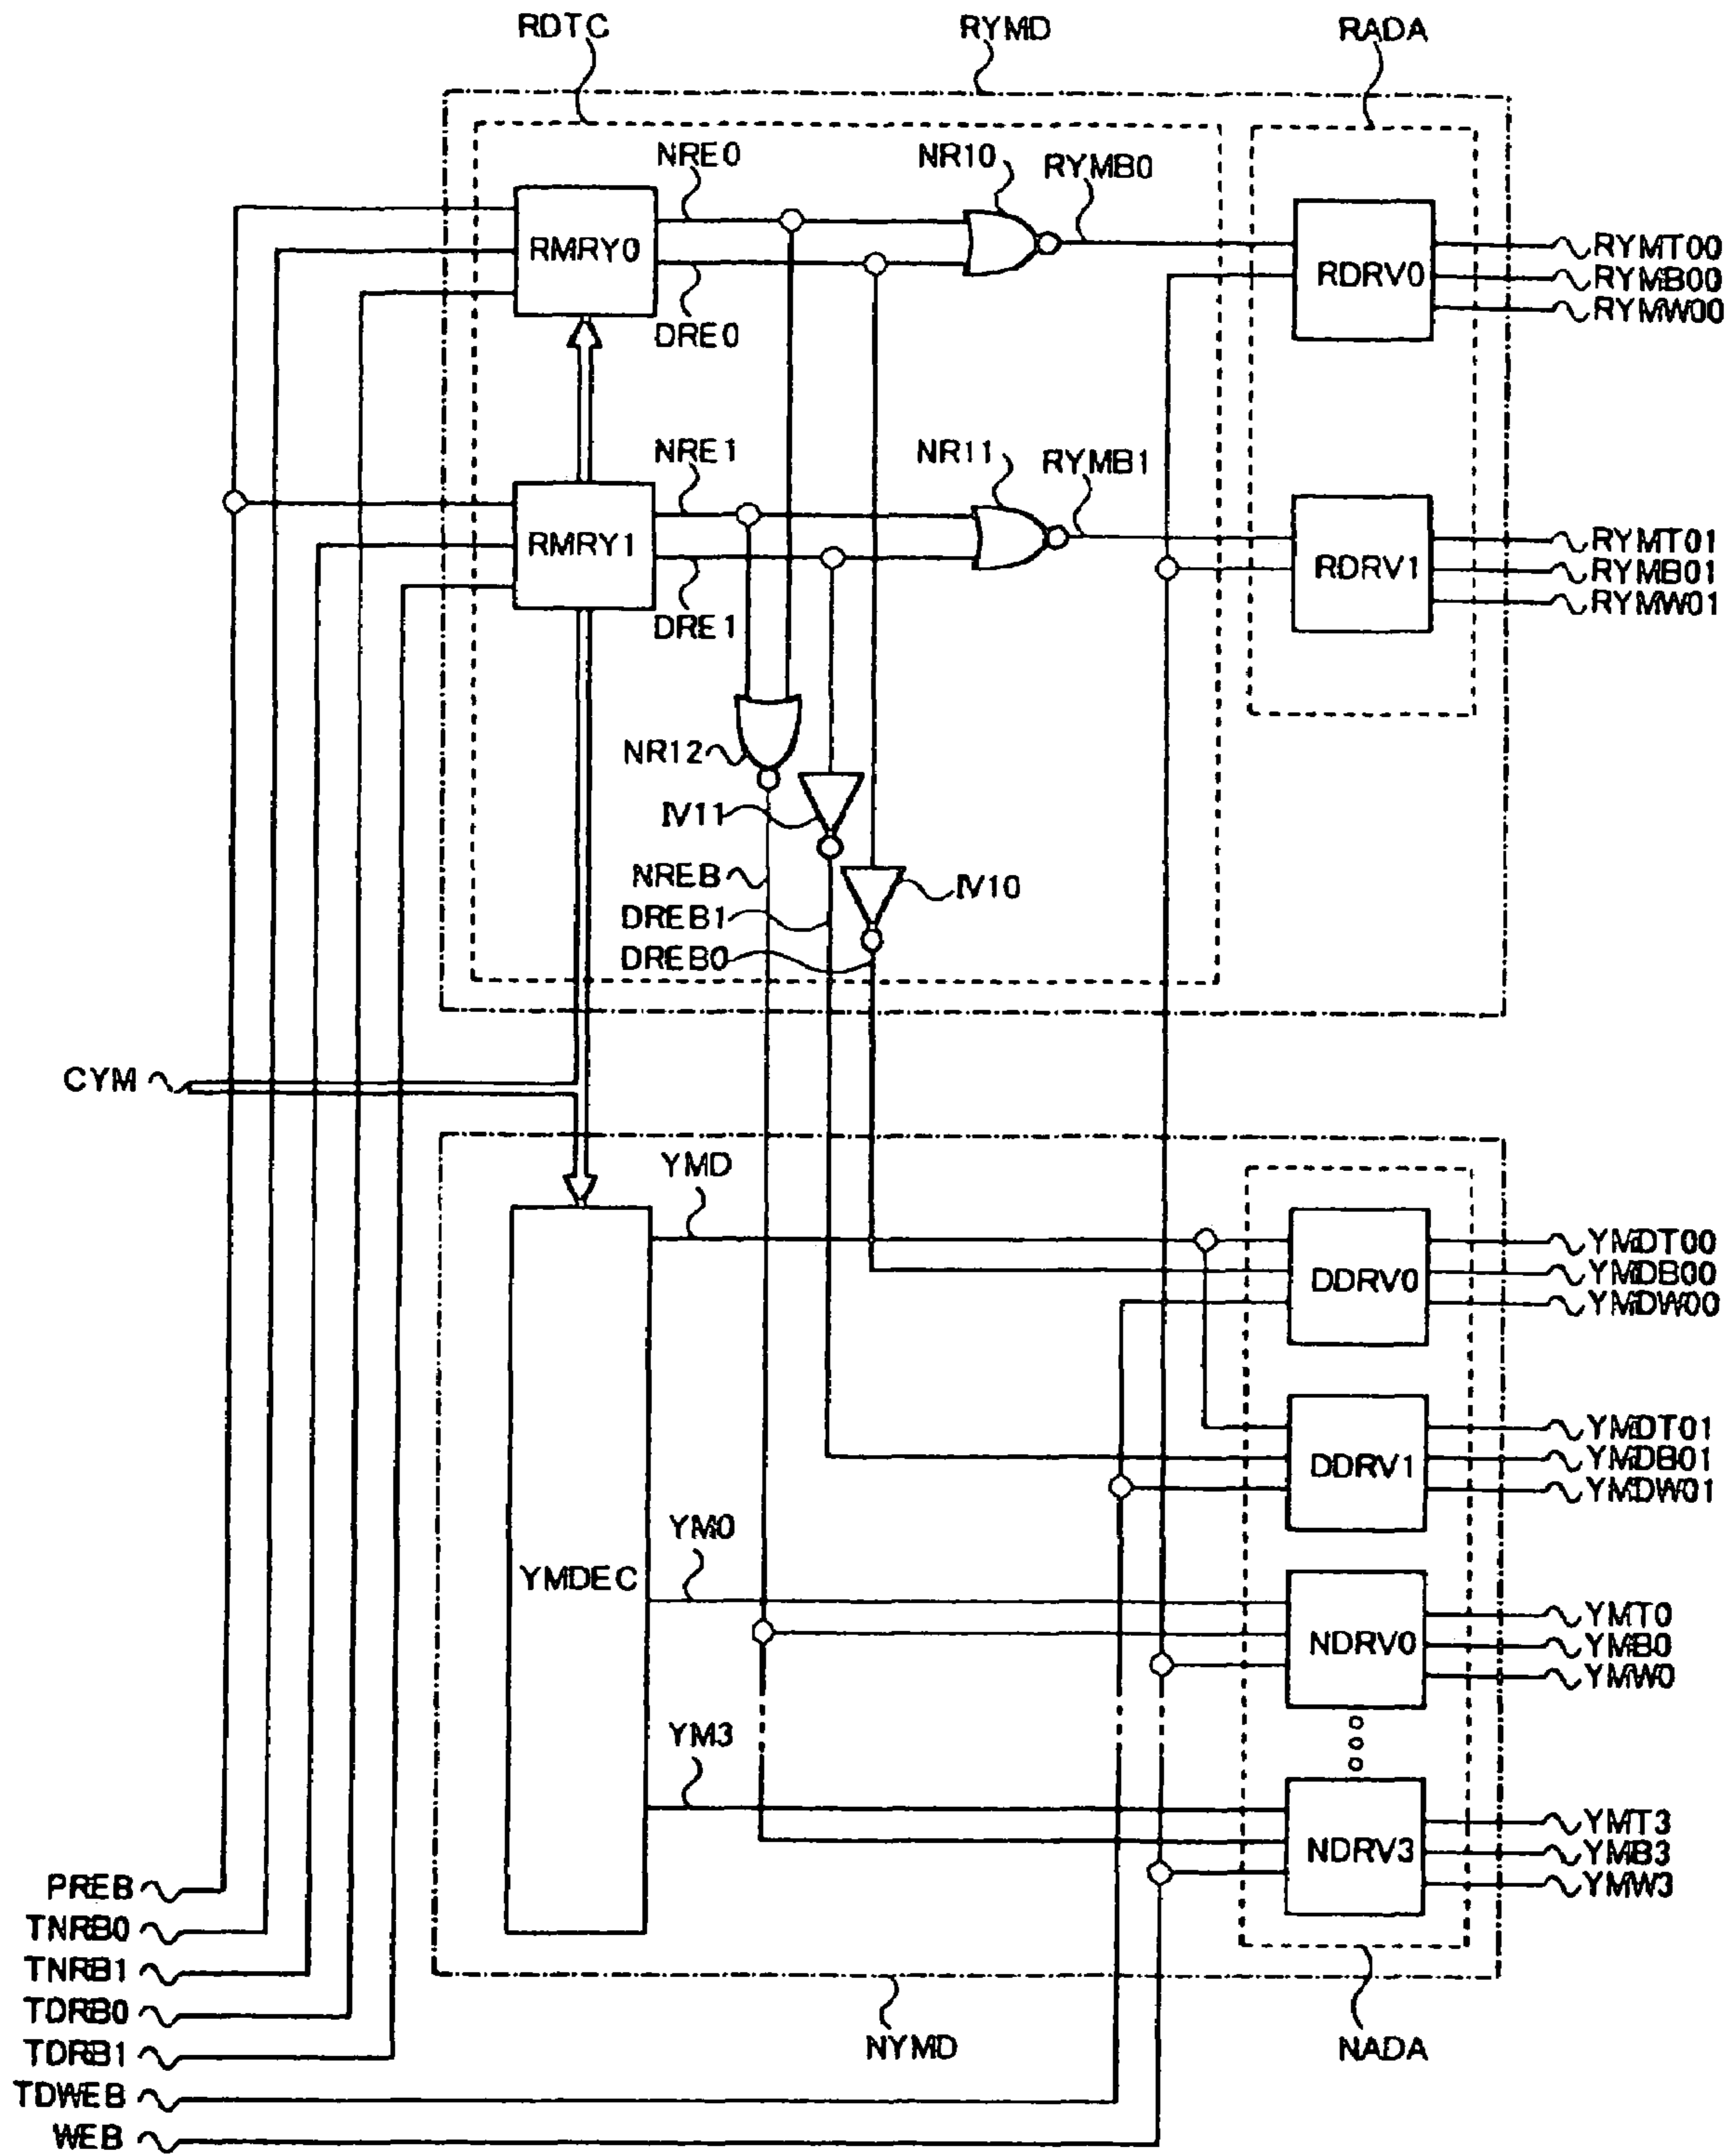 RDTC RYMD RADA
NRE0 NR10 RYMB0
RMRY0 RDRV0
RYMT00
RYMB00
RYMW00
DRE0
NRE1 NR11 RYMB1
RMRY1 RDRV1
RYMT01
RYMB01
RYMW01
DRE1
NR12
IV11
NREB IV10
DREB1
DREB0
CYM
YMD
DDRV0
YMDT00
YMDB00
YMDW00
DDRV1
YMDT01
YMDB01
YMDW01
YM0
YMDEC
NDRV0
YMT0
YMB0
YMW0
YM3
NDRV3
YMT3
YMB3
YMW3
PREB
TNRB0
TNRB1
TDRB0
TDRB1
TDWEB
WEB
NYMD NADA